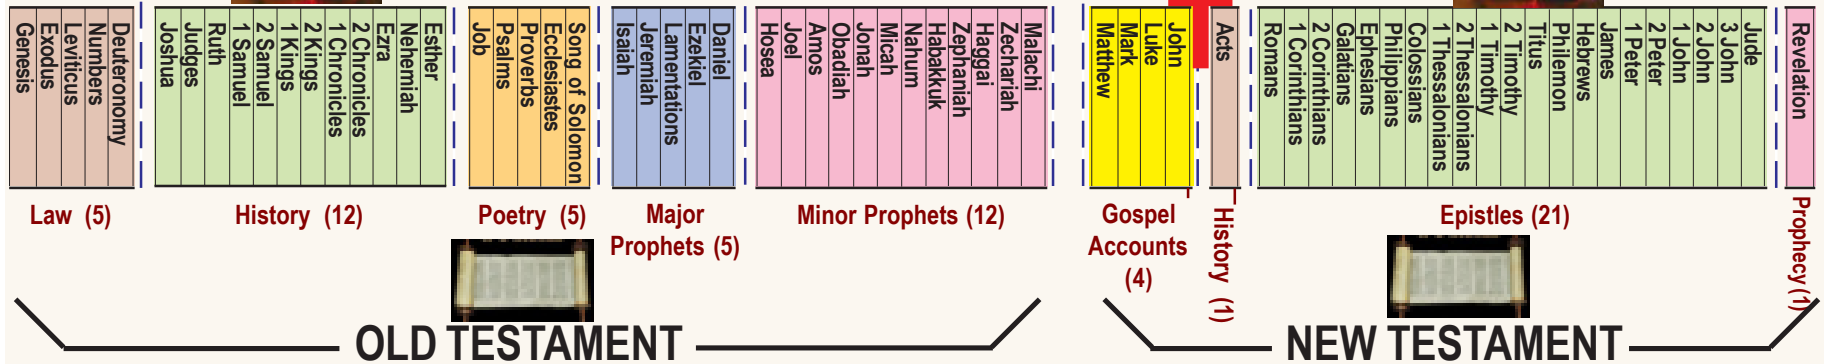 Genesis
Exodus
Leviticus
Numbers
Deuteronomy
Joshua
Judges
Ruth
1 Samuel
2 Samuel
1 Kings
2 Kings
1 Chronicles
2 Chronicles
Ezra
Nehemiah
Esther
Job
Psalms
Proverbs
Ecclesiastes
Song of Solomon
Isaiah
Jeremiah
Lamentations
Ezekiel
Daniel
Hosea
Joel
Amos
Obadiah
Jonah
Micah
Nahum
Habakkuk
Zephaniah
Haggai
Zechariah
Malachi
Matthew
Mark
Luke
John
Acts
Romans
1 Corinthians
2 Corinthians
Galatians
Ephesians
Philippians
Colossians
1 Thessalonians
2 Thessalonians
1 Timothy
2 Timothy
Titus
Philemon
Hebrews
James
1 Peter
2 Peter
1 John
2 John
3 John
Jude
Revelation
Law (5)
History (12)
Poetry (5)
Major
Prophets (5)
Minor Prophets (12)
Gospel
Accounts
(4)
History (1)
Epistles (21)
Prophecy (1)
OLD TESTAMENT
NEW TESTAMENT